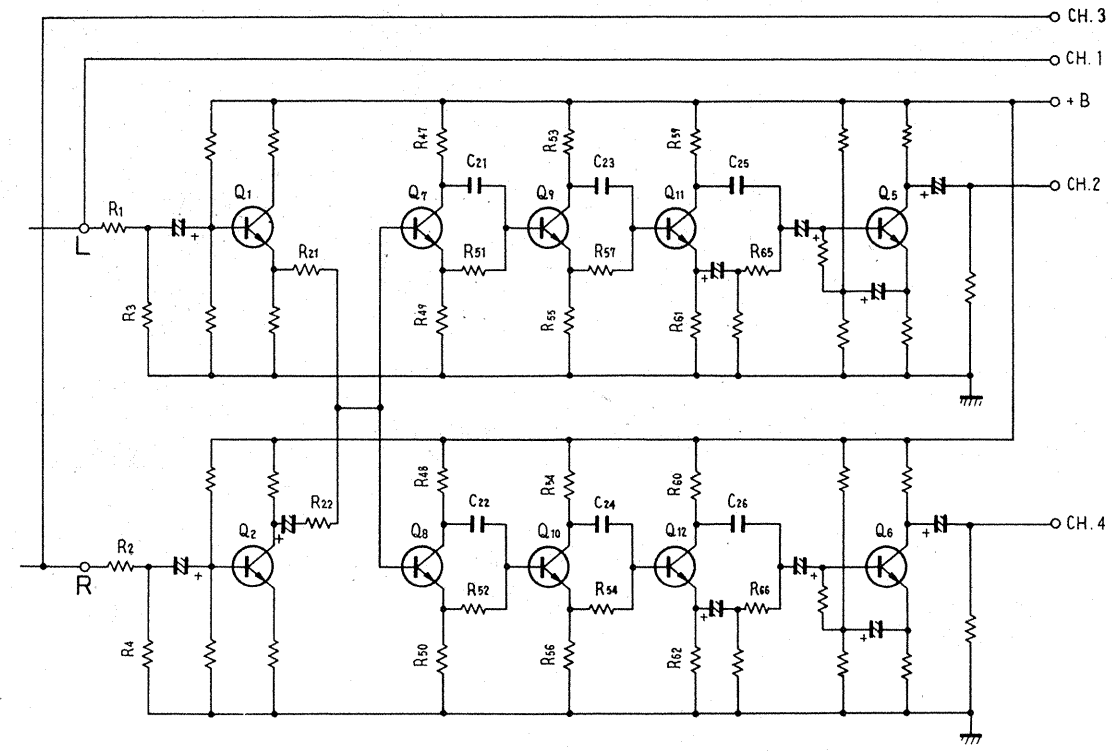 CH. 3
CH. 1
+ B
R47
R53
R59
C21
C23
C25
Q1
Q7
Q9
Q11
Q5
CH.2
R1
+
+
+
L
R21
R51
R57
R65
+
+
R3
R49
R55
R61
R48
R54
R60
R22
C22
C24
C26
Q2
+
Q8
Q10
Q12
Q6
+
CH. 4
R2
+
+
R
R52
R54
R66
+
+
R4
R50
R56
R62